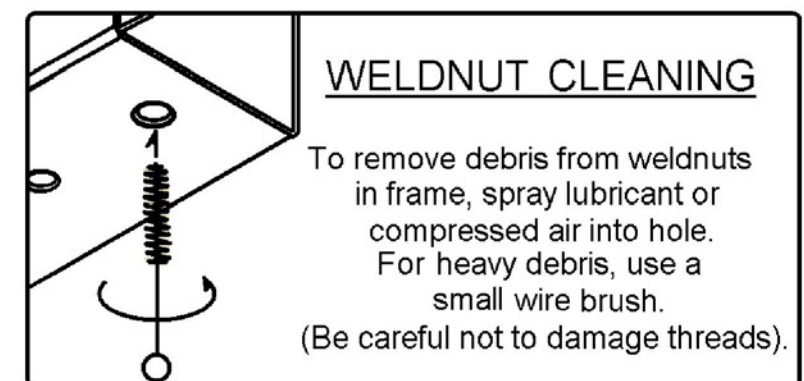 WELDNUT CLEANING
To remove debris from weldnuts
in frame, spray lubricant or
compressed air into hole.
For heavy debris, use a
small wire brush.
(Be careful not to damage threads).